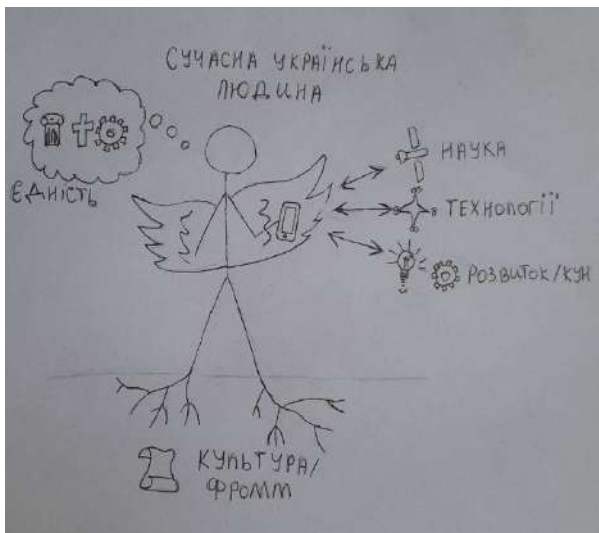 СУЧАСНА УКРАЇНСЬКА
ЛЮДИНА
ЄДНІСТЬ
НАУКА
ТЕХНОЛОГІЇ
РОЗВИТОК/КУН
КУЛЬТУРА/
ФРОММ